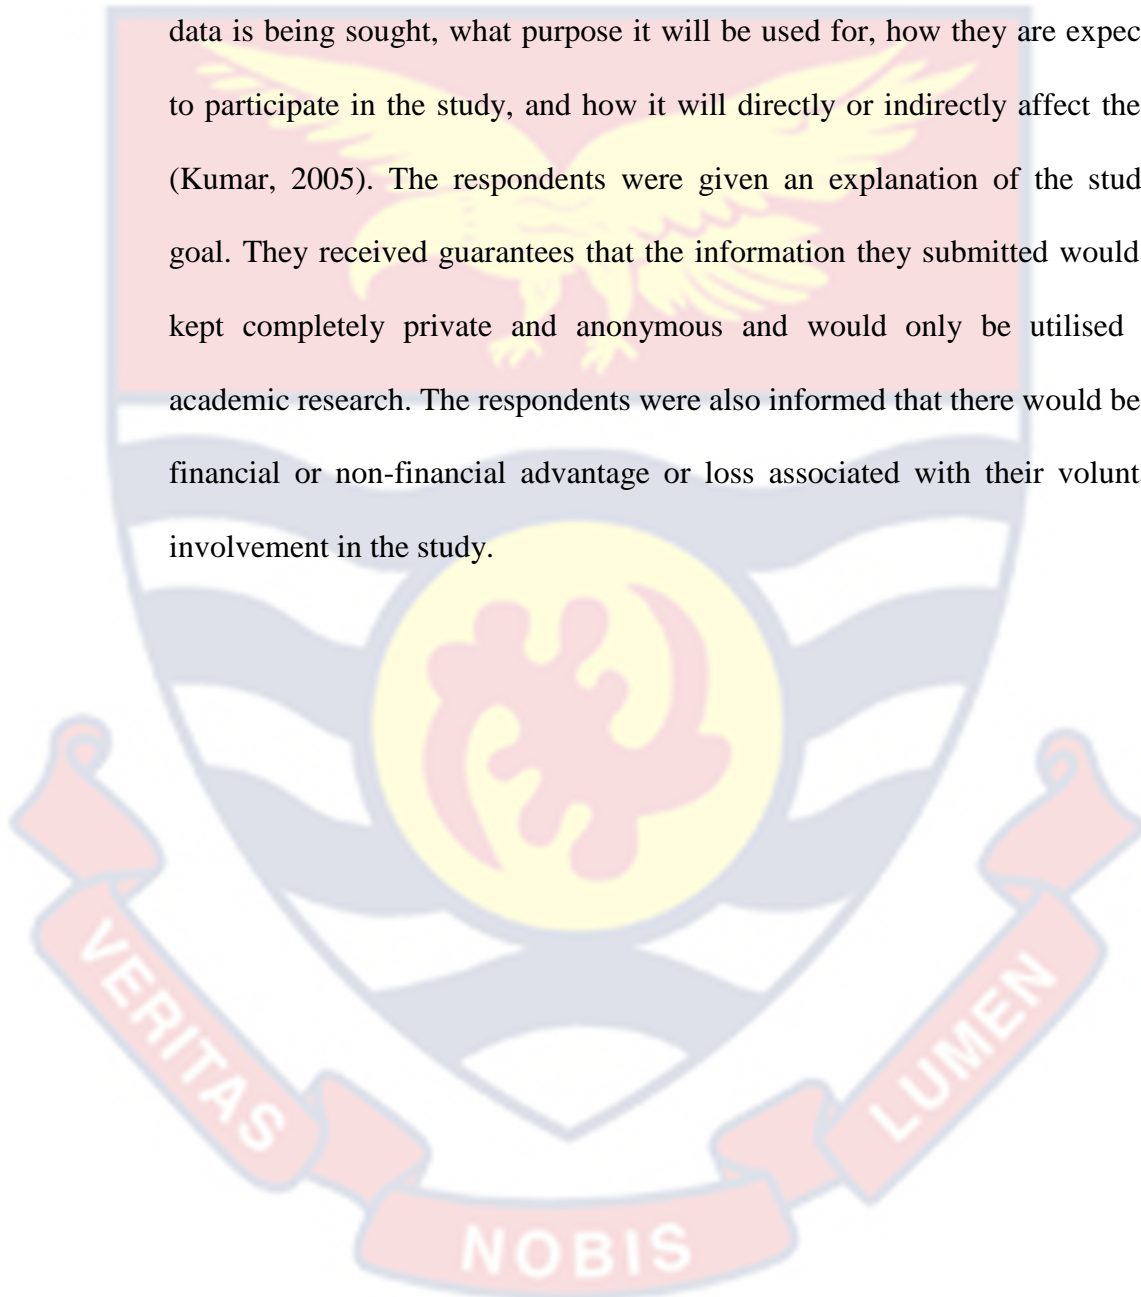 data is being sought, what purpose it will be used for, how they are expec
to participate in the study, and how it will directly or indirectly affect the
(Kumar, 2005). The respondents were given an explanation of the stud
goal. They received guarantees that the information they submitted would
kept completely private and anonymous and would only be utilised
academic research. The respondents were also informed that there would be
financial or non-financial advantage or loss associated with their volunt
involvement in the study.
VERITAS
NOBIS
LUMEN